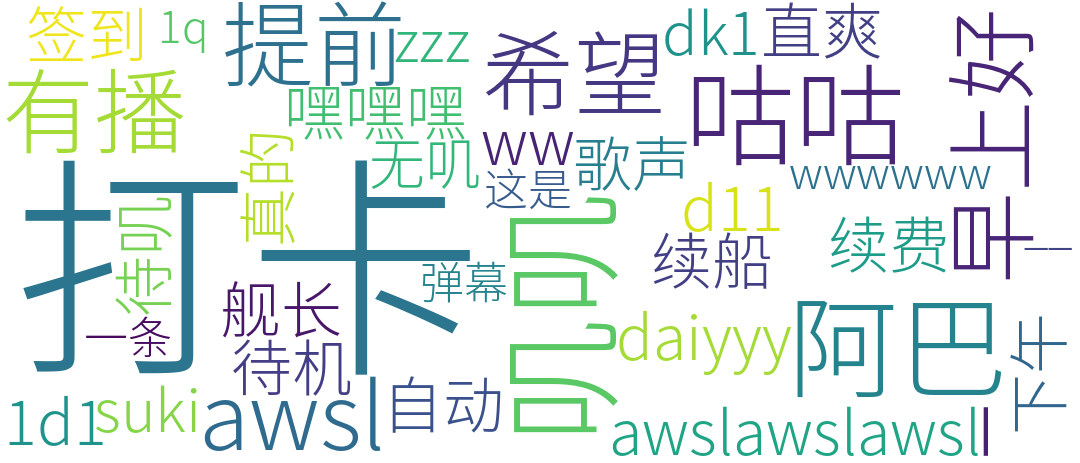 签到
1q
提前
zzz
希望
dk1
直爽
上好
有播
嘿嘿嘿
咕咕
真的
无叽
ww
歌声
wwwwww
这是
打卡
叽叽
d11
早
待叽
续船
续费
一
弹幕
舰长
一条
待机
daiyyy
阿巴
下午
1d1
suki
awsl
自动
awslawslawsl